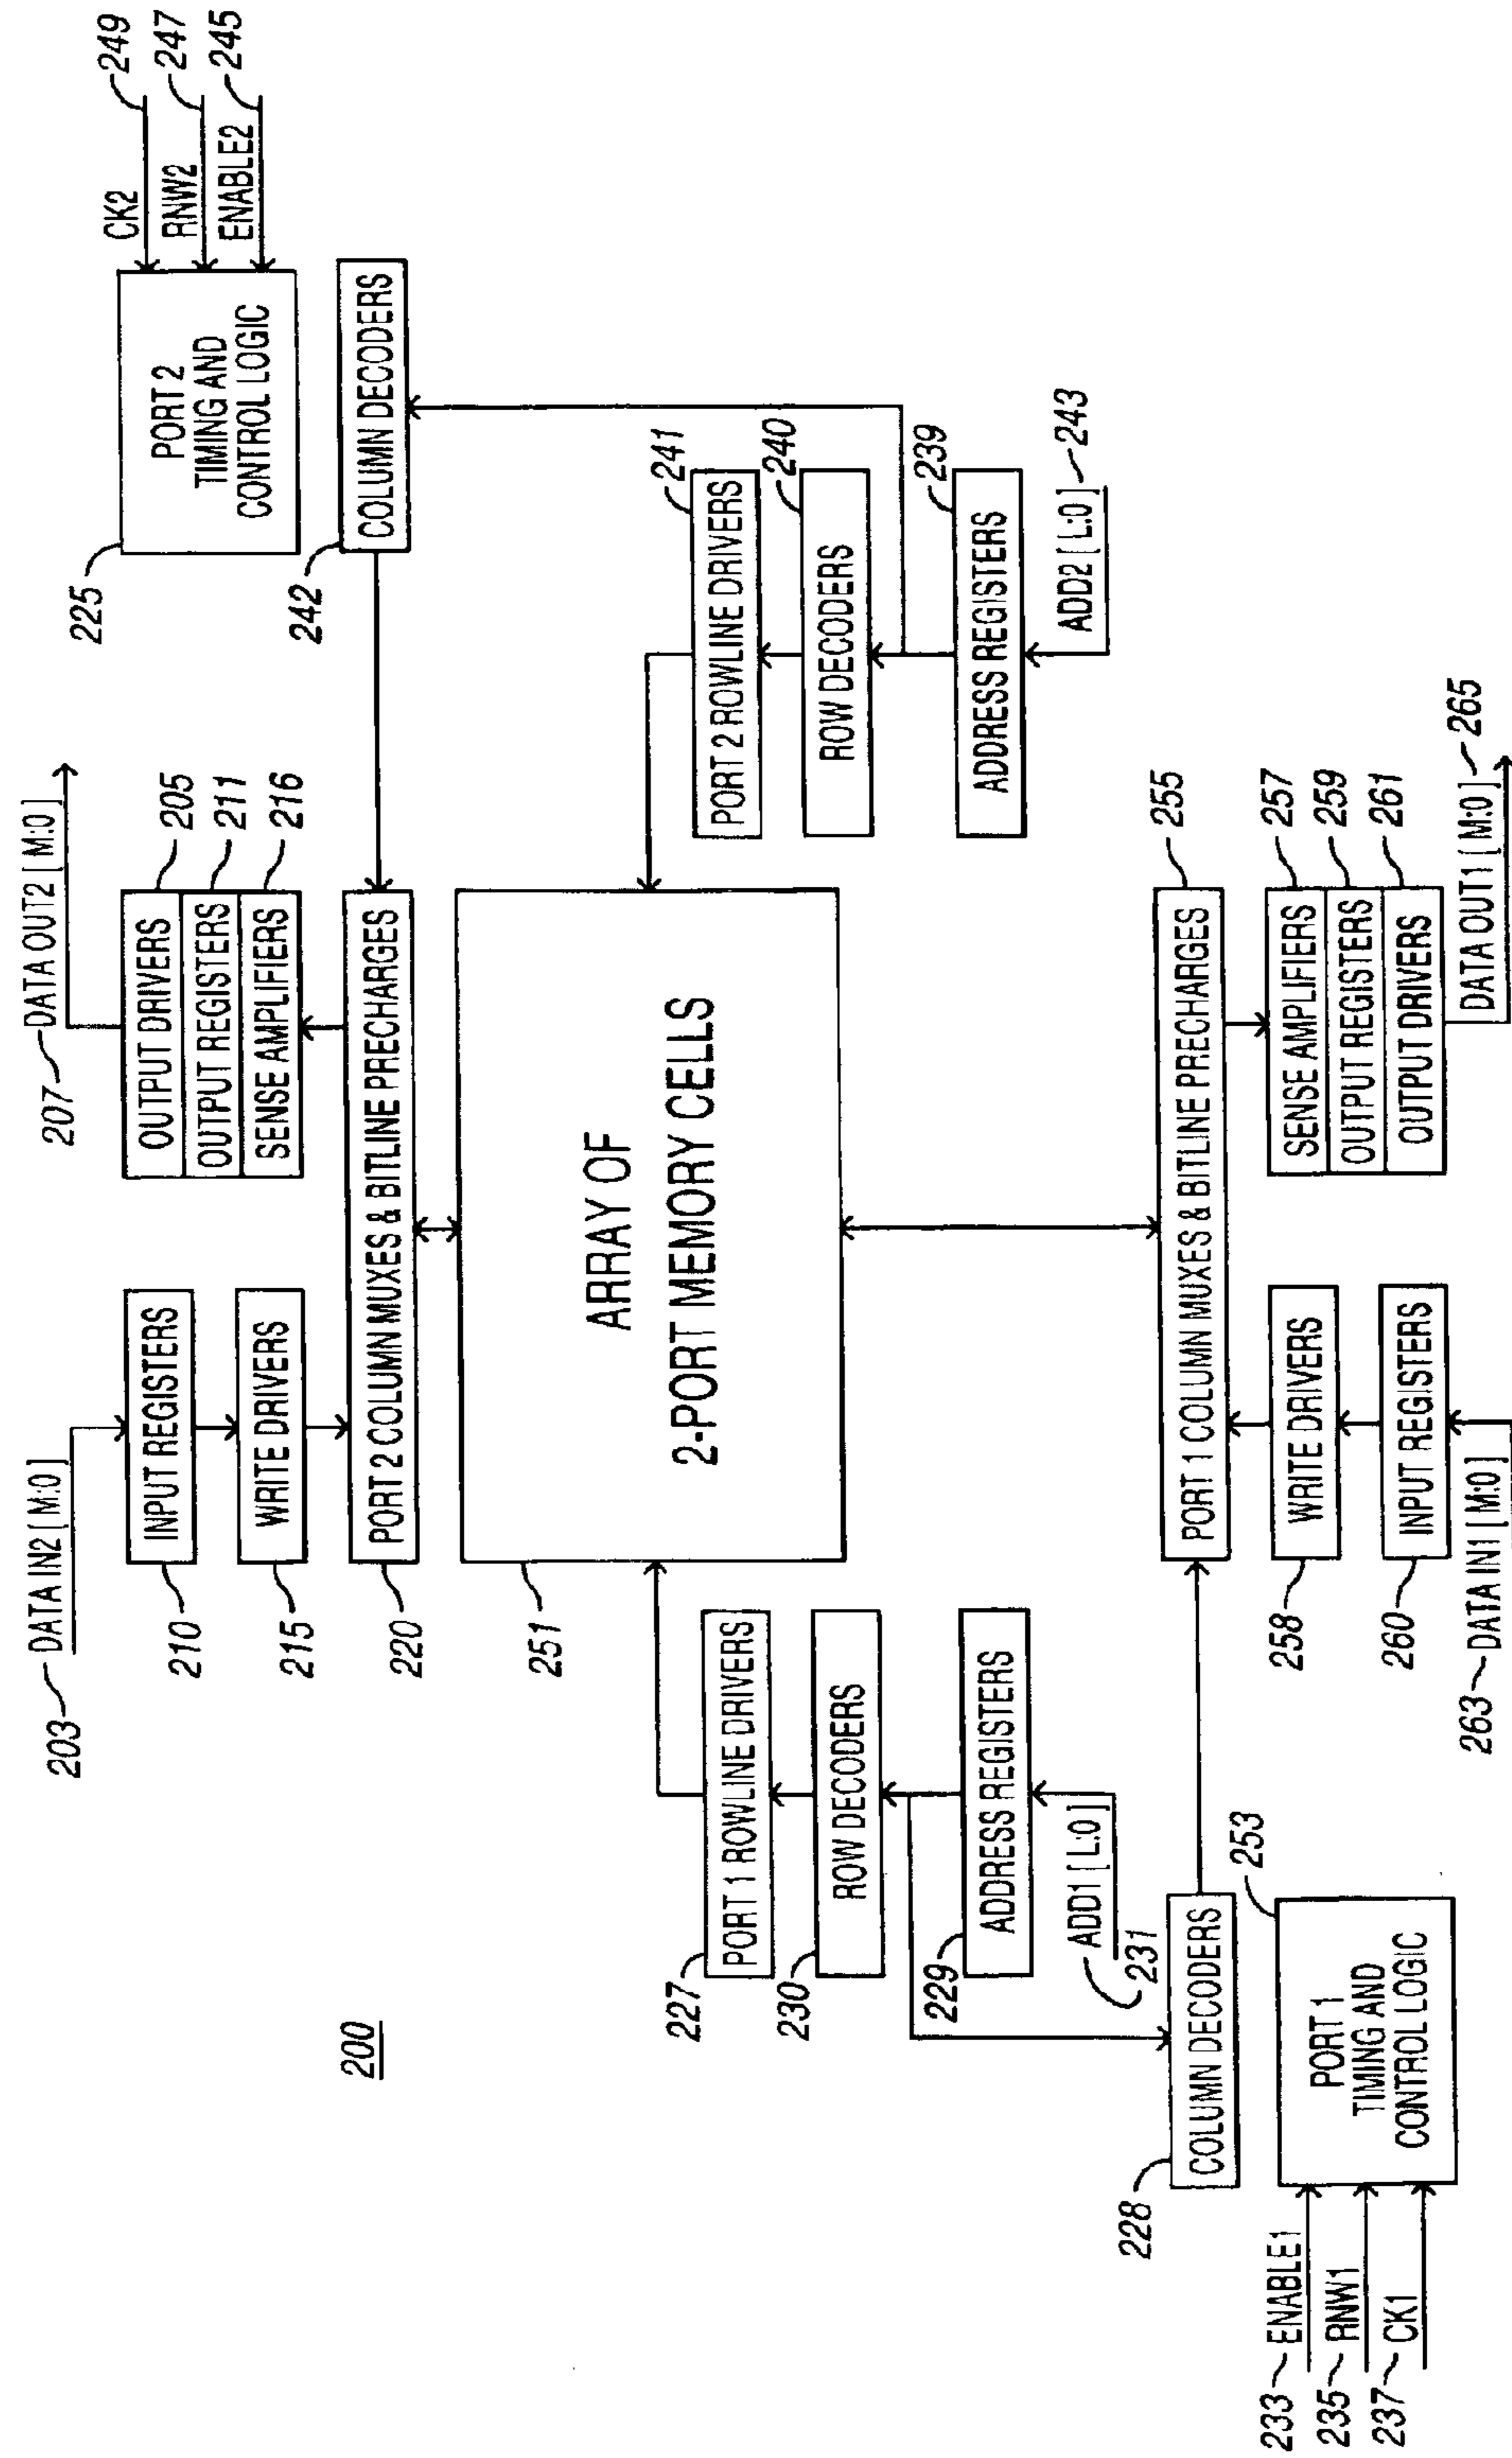 200
203 DATA IN2 [ M:0 ]
207 DATA OUT2 [ M:0 ]
INPUT REGISTERS
210
WRITE DRIVERS
215
OUTPUT DRIVERS
205
OUTPUT REGISTERS
211
SENSE AMPLIFIERS
216
PORT 2 COLUMN MUXES & BITLINE PRECHARGES
220
225
PORT 2
TIMING AND
CONTROL LOGIC
CK2
249
RNW2
247
ENABLE2
245
242
COLUMN DECODERS
ARRAY OF
2-PORT MEMORY CELLS
251
227
PORT 1 ROWLINE DRIVERS
230
ROW DECODERS
229
ADDRESS REGISTERS
ADD1 [ L:0 ]
231
PORT 2 ROWLINE DRIVERS
241
ROW DECODERS
240
ADDRESS REGISTERS
239
ADD2 [ L:0 ]
243
228
COLUMN DECODERS
PORT 1
TIMING AND
CONTROL LOGIC
253
233 ENABLE1
235 RNW1
237 CK1
PORT 1 COLUMN MUXES & BITLINE PRECHARGES
255
WRITE DRIVERS
258
INPUT REGISTERS
260
263 DATA IN1 [ M:0 ]
SENSE AMPLIFIERS
257
OUTPUT REGISTERS
259
OUTPUT DRIVERS
261
DATA OUT1 [ M:0 ]
265